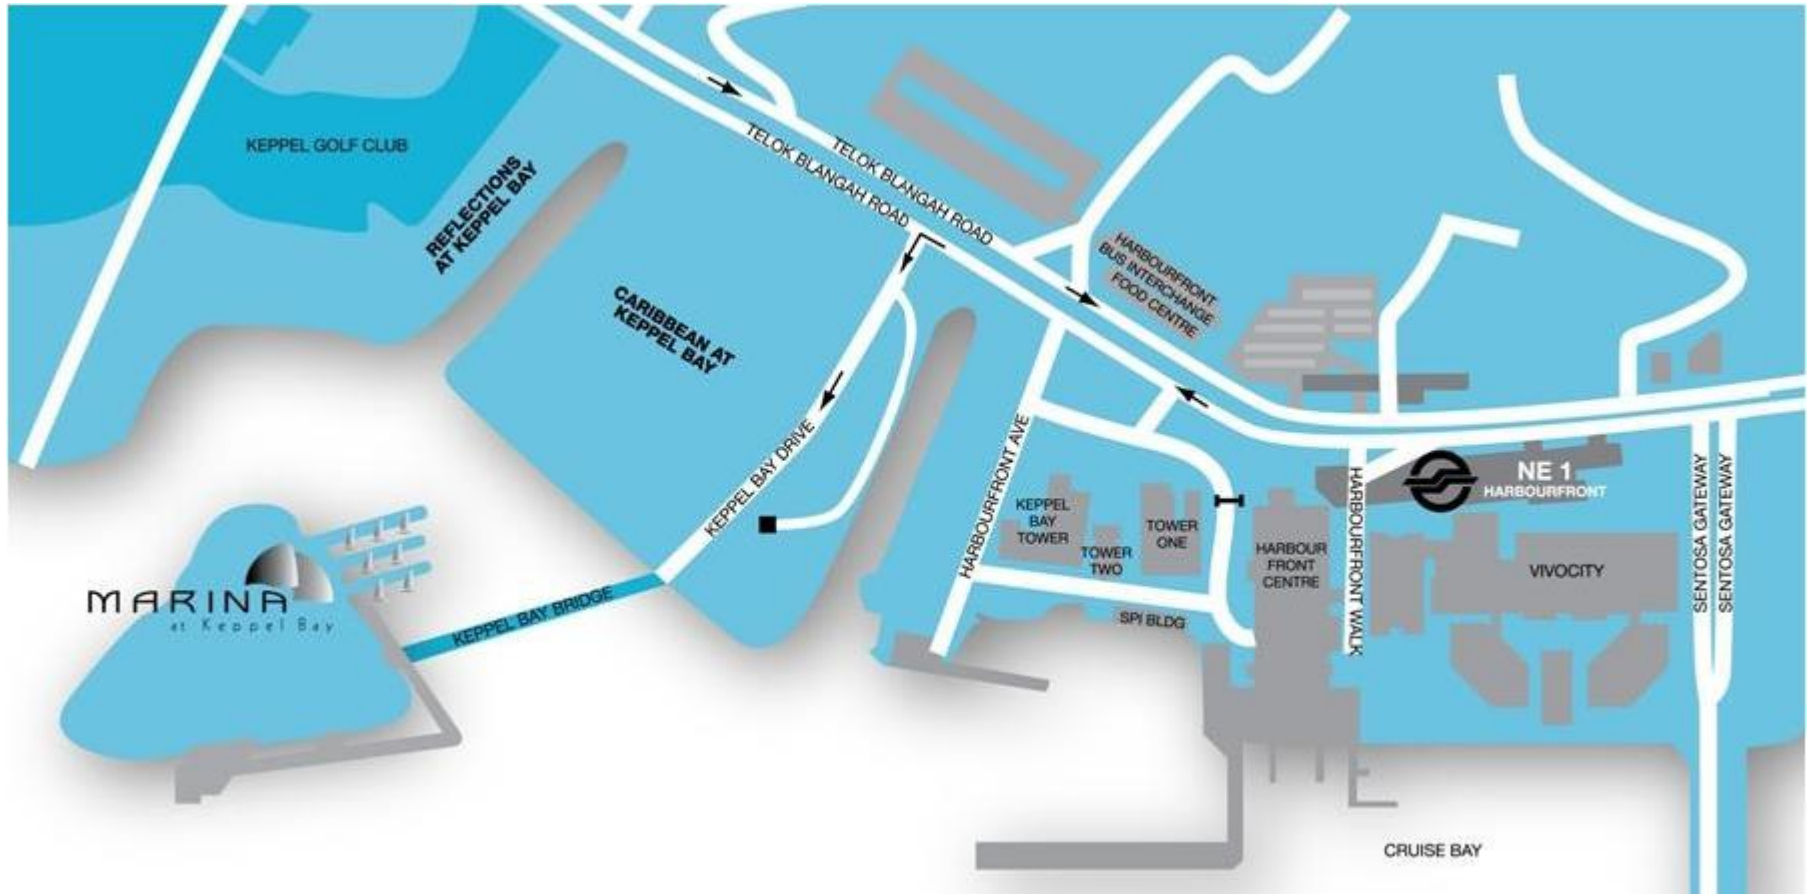 KEPPEL GOLF CLUB
REFLECTIONS
AT KEPPEL BAY
TELOK BLANGAH ROAD
TELOK BLANGAH ROAD
CARIBBEAN AT
KEPPEL BAY
HARBOURFRONT
BUS INTERCHANGE
FOOD CENTRE
KEPPEL BAY DRIVE
HARBOURFRONT AVE
KEPPEL
BAY
TOWER
TOWER
TWO
TOWER
ONE
HARBOUR
FRONT
CENTRE
HARBOURFRONT WALK
NE 1
HARBOURFRONT
VIVOCITY
SENTOSA GATEWAY
SENTOSA GATEWAY
MARINA
at Keppel Bay
KEPPEL BAY BRIDGE
SPI BLDG
CRUISE BAY